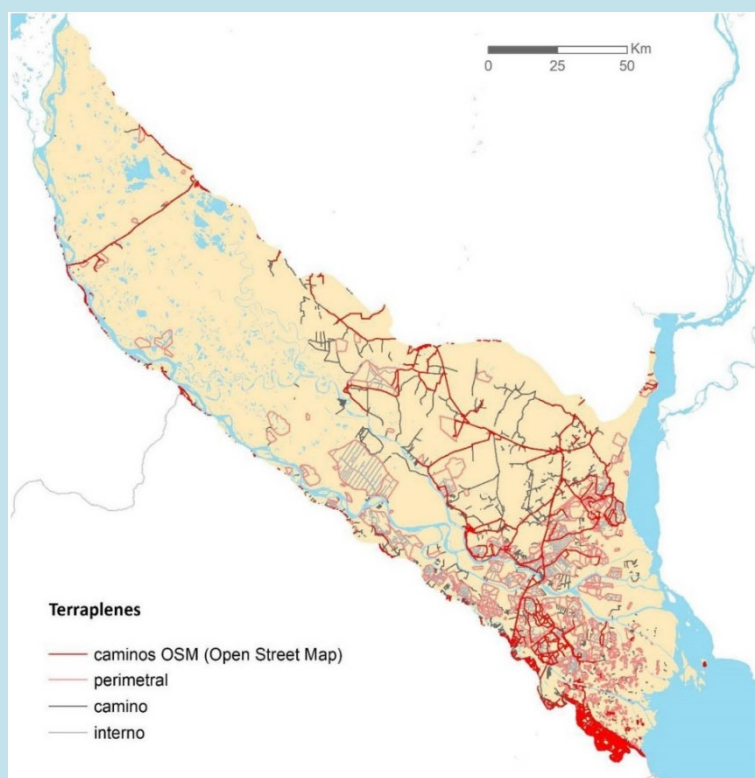 Km
0 25 50
Terraplenes
caminos OSM (Open Street Map)
perimetral
camino
interno